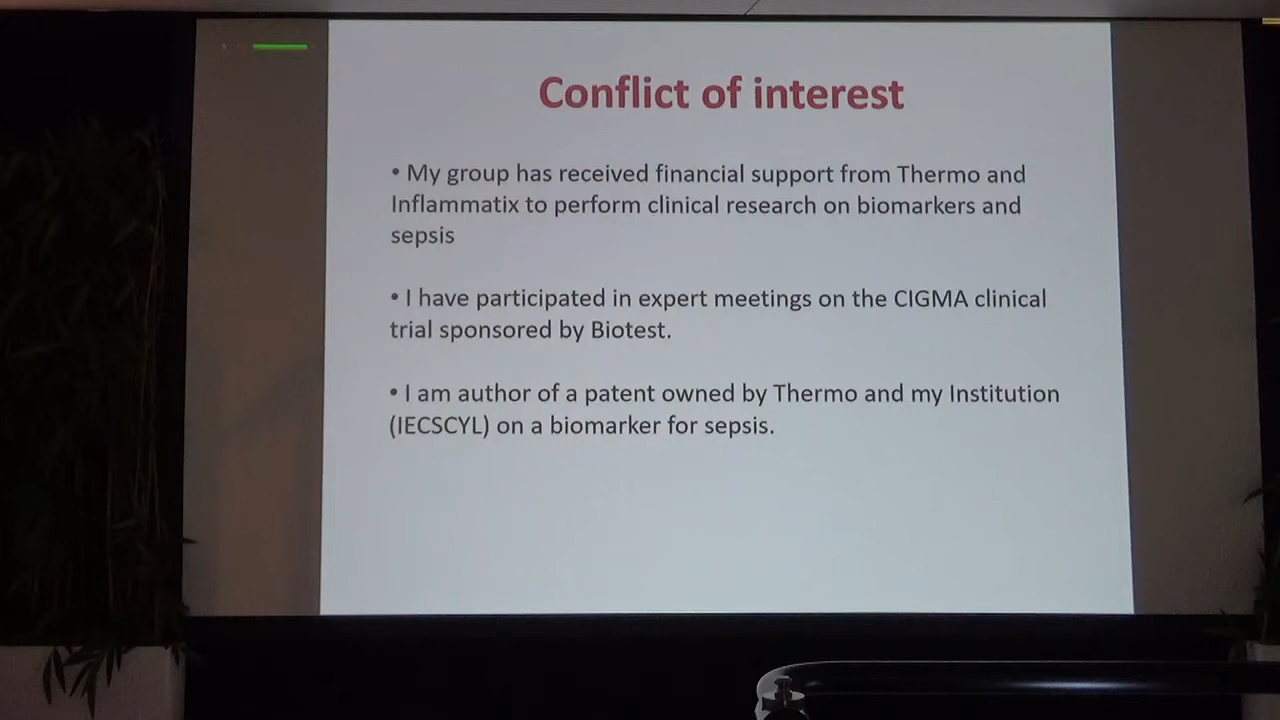 Conflict of interest
• My group has received financial support from Thermo and
Inflammatix to perform clinical research on biomarkers and
sepsis
• I have participated in expert meetings on the CIGMA clinical
trial sponsored by Biotest.
• I am author of a patent owned by Thermo and my Institution
(IECSCYL) on a biomarker for sepsis.